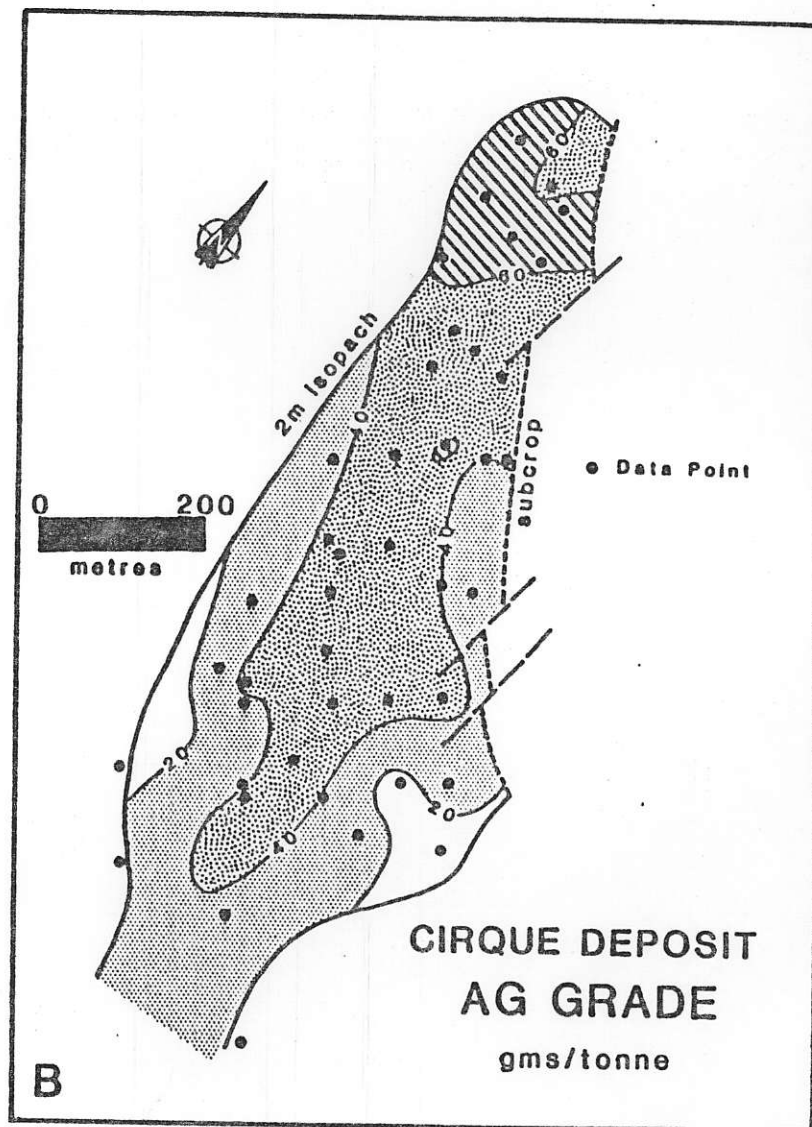 60
N
60
2m Isopach
40
0 200
metres
40
subcrop
● Data Point
20
40
20
CIRQUE DEPOSIT
AG GRADE
gms/tonne
B